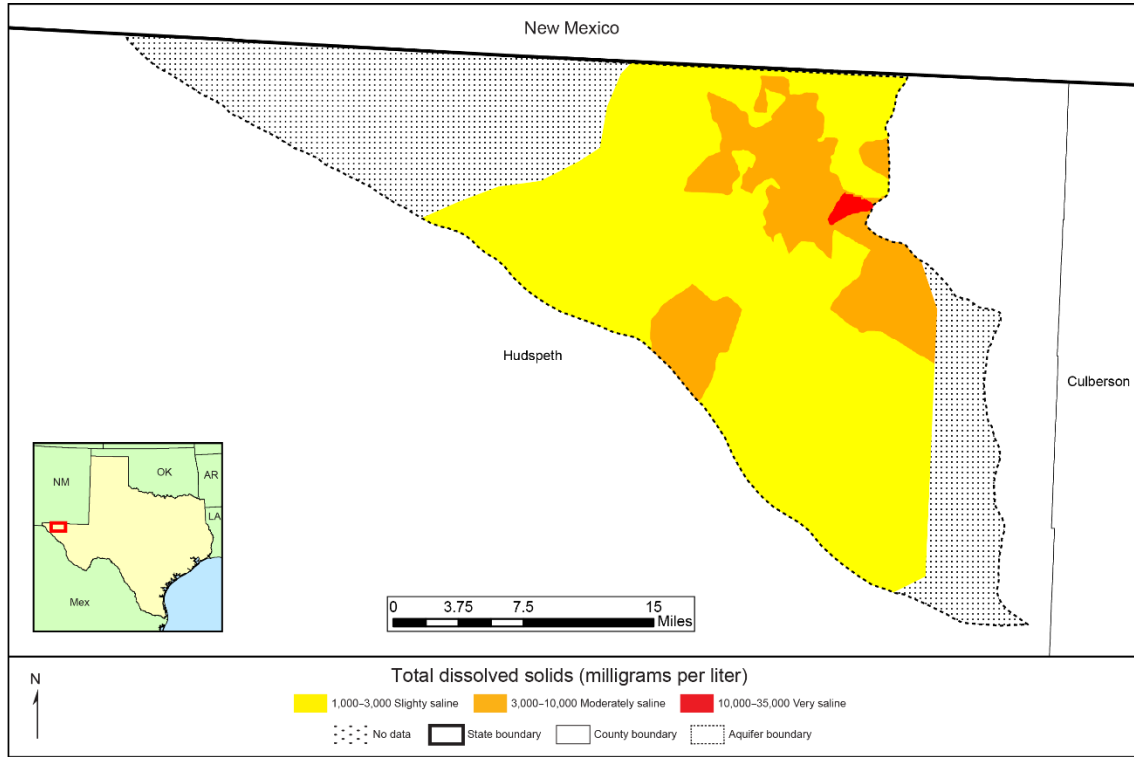 New Mexico
Hudspeth
Culberson
NM
OK
AR
LA
Mex
0 3.75 7.5 15
Miles
N
Total dissolved solids (milligrams per liter)
1,000–3,000 Slighty saline 3,000–10,000 Moderately saline 10,000–35,000 Very saline
No data State boundary County boundary Aquifer boundary